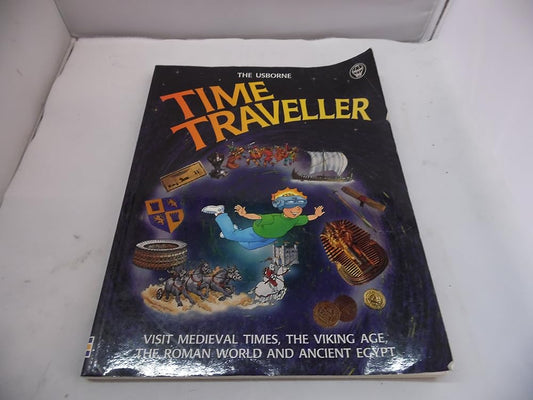 THE USBORNE
TIME
TRAVELLER
VISIT MEDIEVAL TIMES, THE VIKING AGE,
THE ROMAN WORLD AND ANCIENT EGYPT